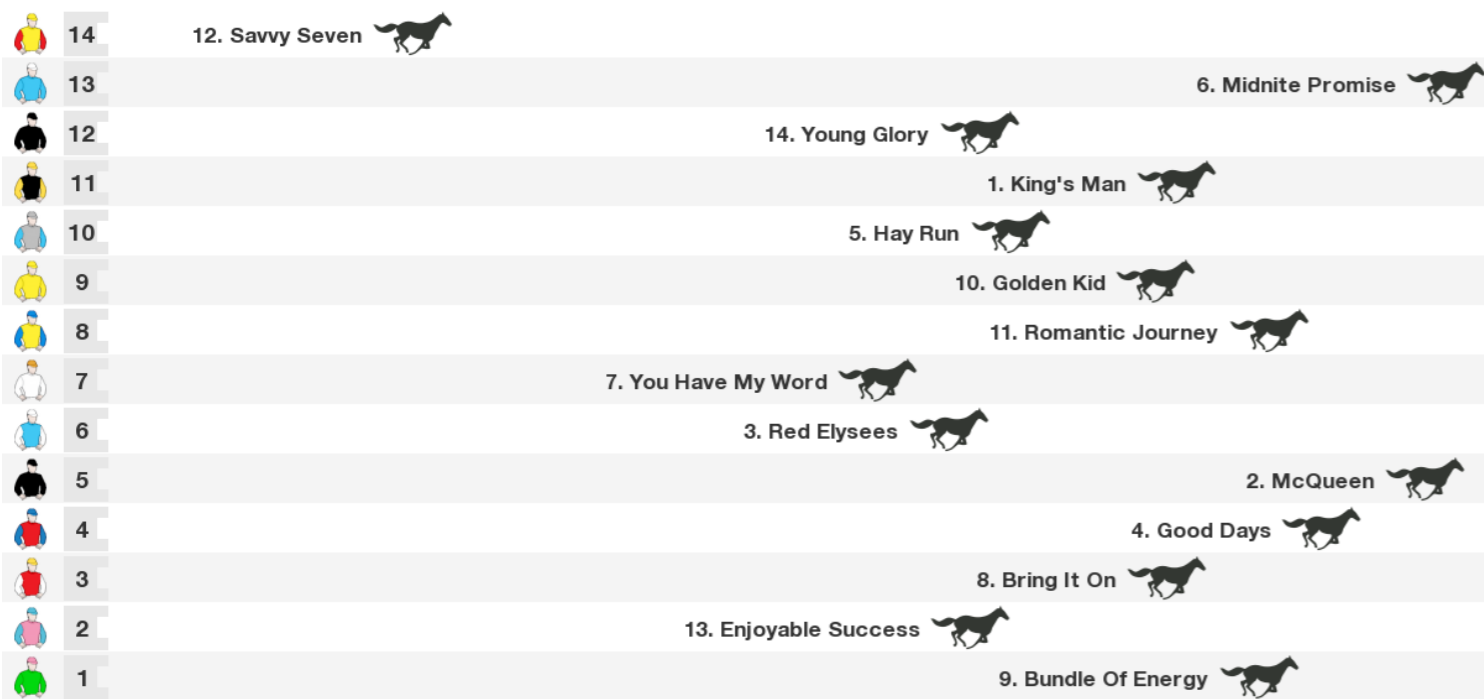 14 12. Savvy Seven
13 6. Midnite Promise
12 14. Young Glory
11 1. King's Man
10 5. Hay Run
9 10. Golden Kid
8 11. Romantic Journey
7 7. You Have My Word
6 3. Red Elysees
5 2. McQueen
4 4. Good Days
3 8. Bring It On
2 13. Enjoyable Success
1 9. Bundle Of Energy